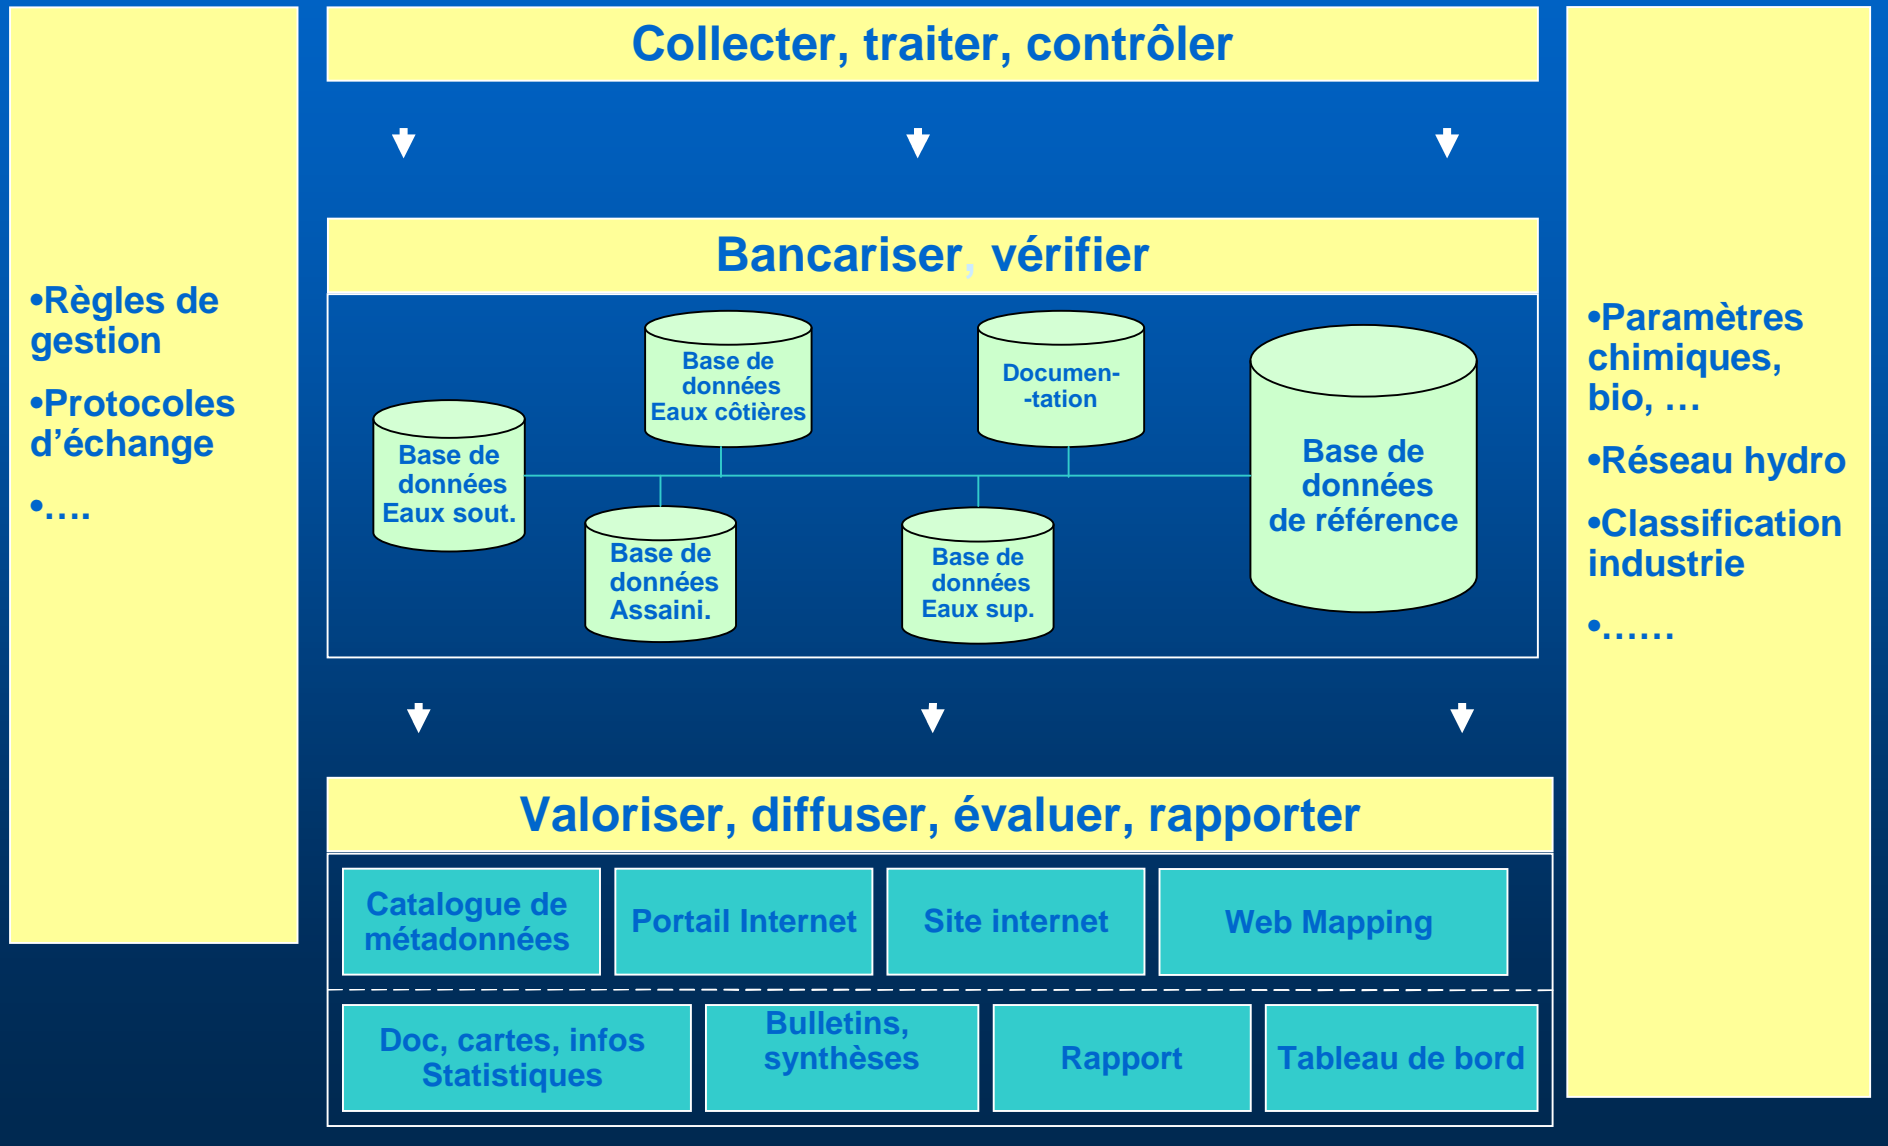 Collecter, traiter, contrôler
•Règles de
gestion
•Protocoles
d’échange
•….
Bancariser, vérifier
Base de
données
Eaux côtières
Documen-
-tation
Base de
données
Eaux sout.
Base de
données
de référence
Base de
données
Assaini.
Base de
données
Eaux sup.
•Paramètres
chimiques,
bio, …
•Réseau hydro
•Classification
industrie
•……
Valoriser, diffuser, évaluer, rapporter
Catalogue de
métadonnées
Portail Internet
Site internet
Web Mapping
Doc, cartes, infos
Statistiques
Bulletins,
synthèses
Rapport
Tableau de bord